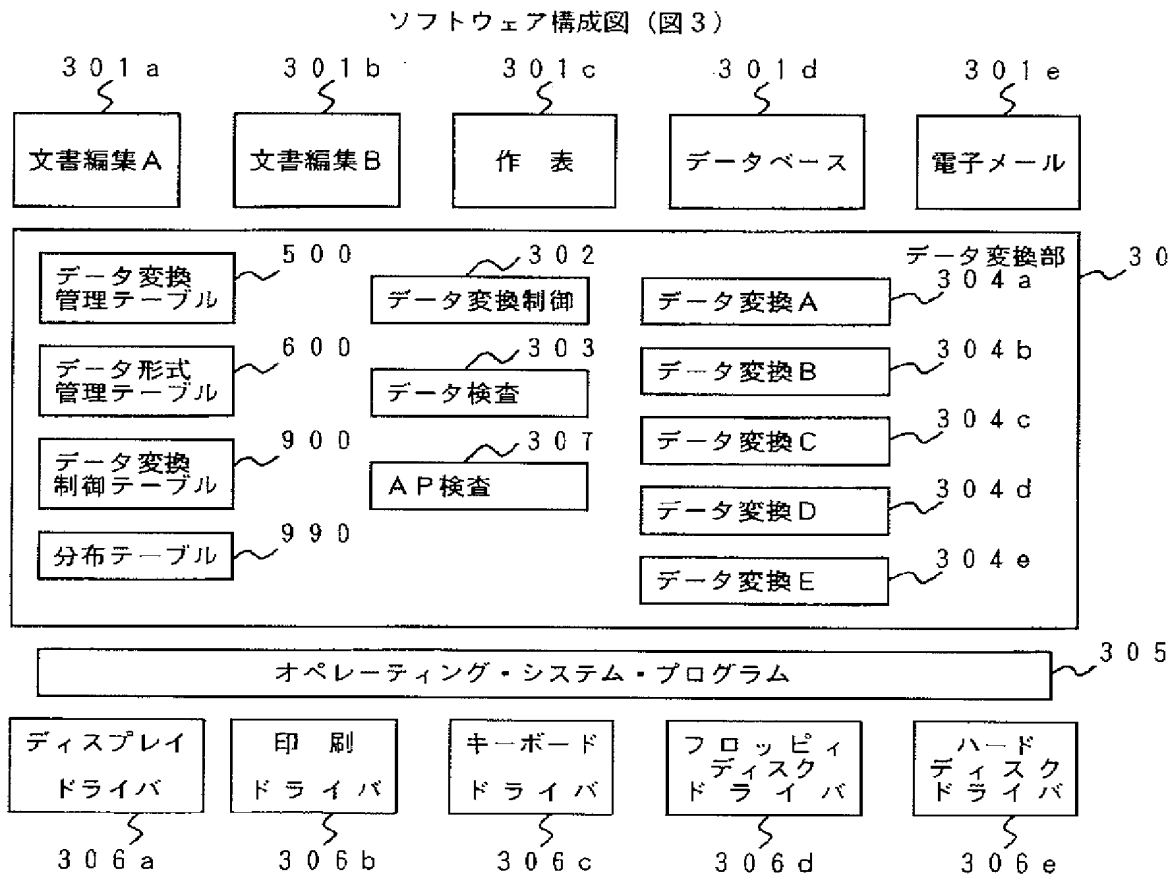 ソフトウェア構成図(図3)
301a 301b 301c 301d 301e
文書編集A 文書編集B 作 表 データベース 電子メール
データ変換部 30
データ変換
管理テーブル
500
302
データ変換制御
データ変換A
304a
データ形式
管理テーブル
600
303
データ検査
データ変換B
304b
データ変換
制御テーブル
900
307
AP検査
データ変換C
304c
分布テーブル
990
データ変換D
304d
データ変換E
304e
オペレーティング・システム・プログラム
305
ディスプレイ
ドライバ
印 刷
ドライバ
キーボード
ドライバ
フロッピィ
ディスク
ドライバ
ハード
ディスク
ドライバ
306a 306b 306c 306d 306e